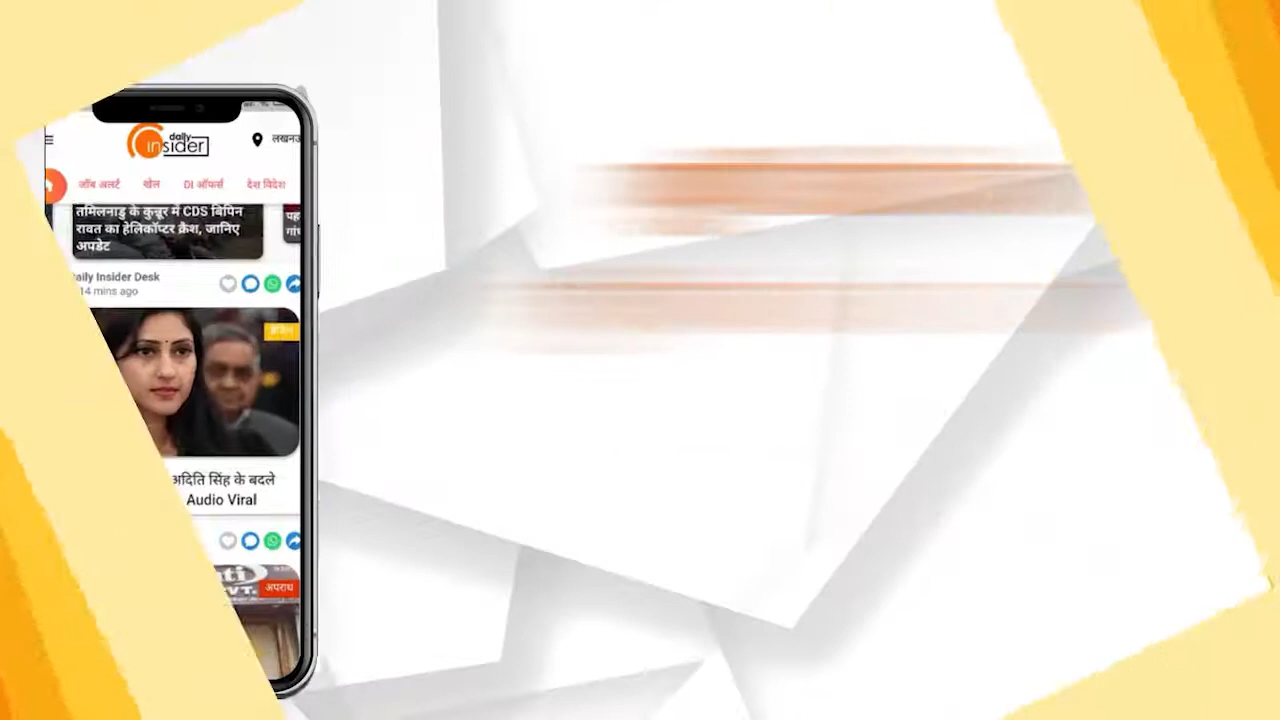 daily
insider
जॉब अलर्ट खेल DI ऑफर्स देश विदेश
तमिलनाडु के कुन्नूर में CDS बिपिन
रावत का हेलिकॉप्टर क्रैश, जानिए
अपडेट
Daily Insider Desk
14 mins ago
अदिति सिंह के बदले
Audio Viral
अपराध